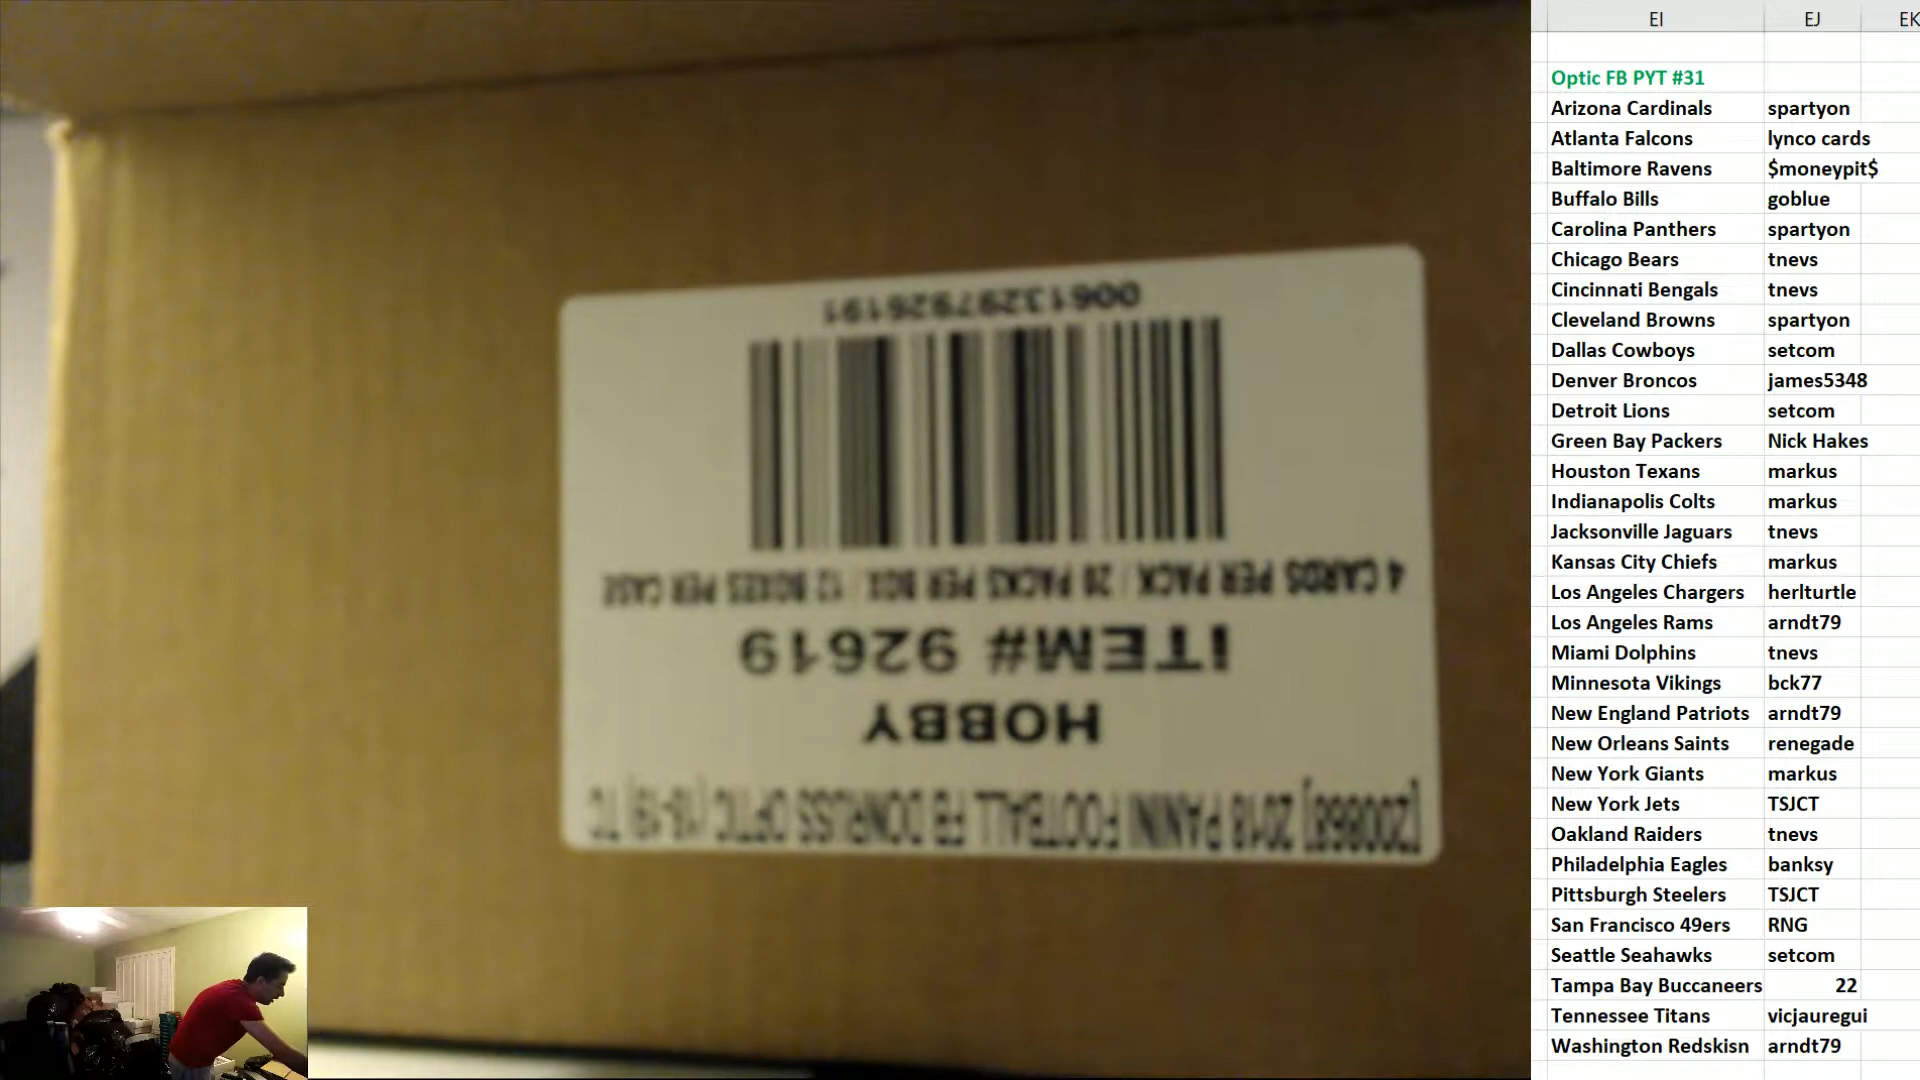 [200868] 2018 PANINI FOOTBALL FB DONRUSS OPTIC (18-19 TC
HOBBY
ITEM# 92619
4 CARDS PER PACK / 20 PACKS PER BOX / 12 BOXES PER CASE
00613297926191
EI EJ EK
Optic FB PYT #31
Arizona Cardinals spartyon
Atlanta Falcons lynco cards
Baltimore Ravens $moneypit$
Buffalo Bills goblue
Carolina Panthers spartyon
Chicago Bears tnevs
Cincinnati Bengals tnevs
Cleveland Browns spartyon
Dallas Cowboys setcom
Denver Broncos james5348
Detroit Lions setcom
Green Bay Packers Nick Hakes
Houston Texans markus
Indianapolis Colts markus
Jacksonville Jaguars tnevs
Kansas City Chiefs markus
Los Angeles Chargers herlturtle
Los Angeles Rams arndt79
Miami Dolphins tnevs
Minnesota Vikings bck77
New England Patriots arndt79
New Orleans Saints renegade
New York Giants markus
New York Jets TSJCT
Oakland Raiders tnevs
Philadelphia Eagles banksy
Pittsburgh Steelers TSJCT
San Francisco 49ers RNG
Seattle Seahawks setcom
Tampa Bay Buccaneers 22
Tennessee Titans vicjauregui
Washington Redskisn arndt79